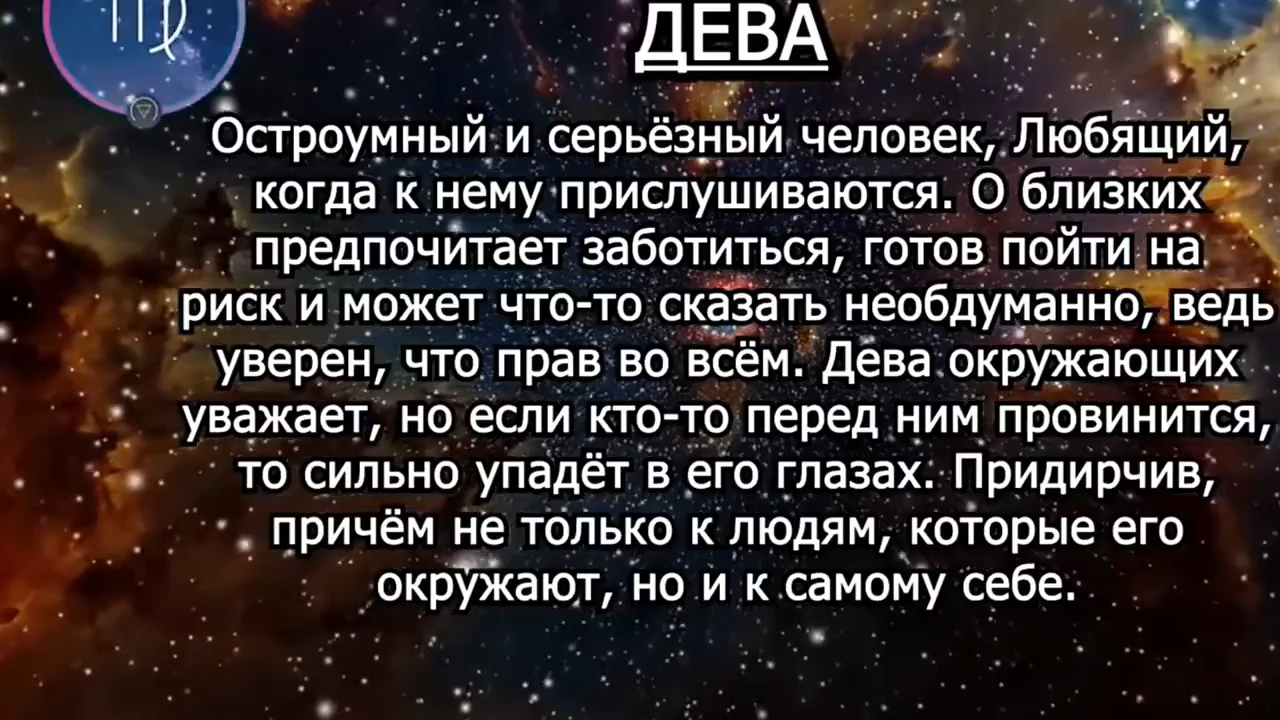 ДЕВА
Остроумный и серьёзный человек, Любящий,
когда к нему прислушиваются. О близких
предпочитает заботиться, готов пойти на
риск и может что-то сказать необдуманно, ведь
уверен, что прав во всём. Дева окружающих
уважает, но если кто-то перед ним провинится,
то сильно упадёт в его глазах. Придирчив,
причём не только к людям, которые его
окружают, но и к самому себе.